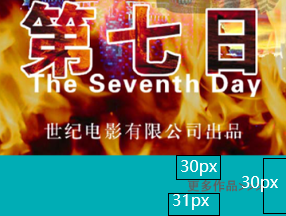 第七日
The Seventh Day
世纪电影有限公司出品
30px
更多作品>
30px
31px